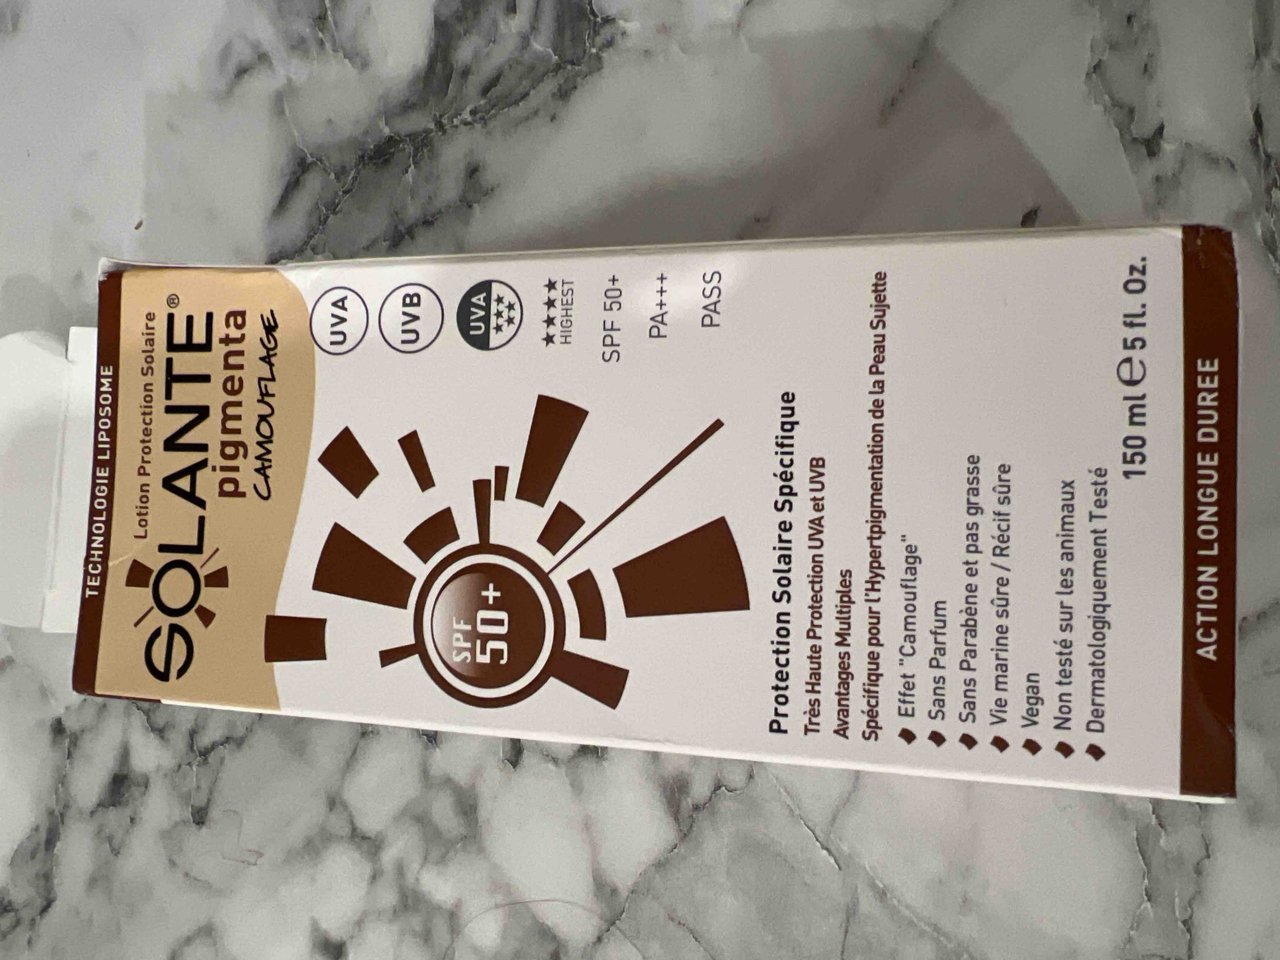 TECHNOLOGIE LIPOSOME
Lotion Protection Solaire
SOLANTE®
pigmenta
CAMOUFLAGE
UVA
UVB
UVA
★★★
★★
★★★★
HIGHEST
SPF 50+
PA+++
PASS
SPF
50+
Protection Solaire Spécifique
Très Haute Protection UVA et UVB
Avantages Multiples
Spécifique pour l'Hypertpigmentation de la Peau Sujette
Effet "Camouflage"
Sans Parfum
Sans Parabène et pas grasse
Vie marine sûre / Récif sûre
Vegan
Non testé sur les animaux
Dermatologiquement Testé
150 ml e 5 fl. Oz.
ACTION LONGUE DUREE